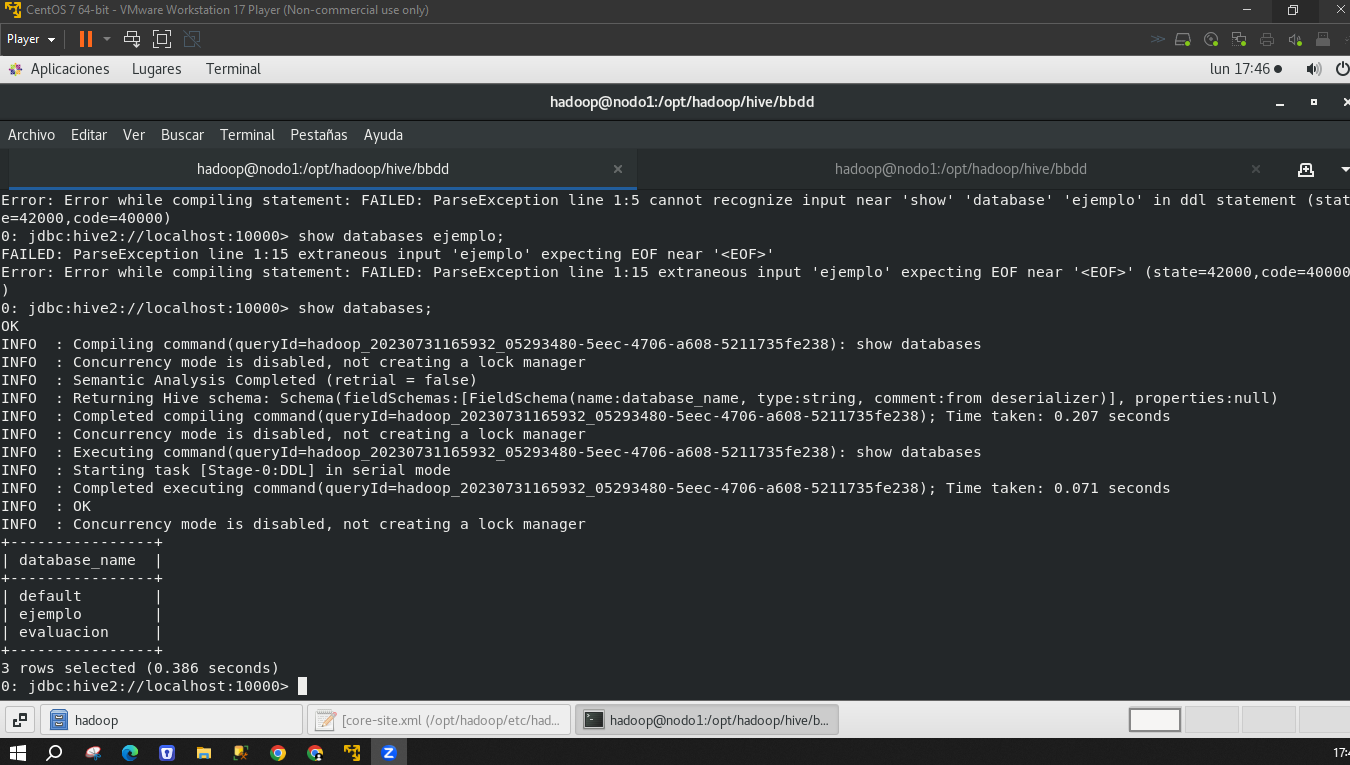 CentOS 7 64-bit - VMware Workstation 17 Player (Non-commercial use only)
Player
Aplicaciones Lugares Terminal lun 17:46
hadoop@nodo1:/opt/hadoop/hive/bbdd
Archivo Editar Ver Buscar Terminal Pestañas Ayuda
hadoop@nodo1:/opt/hadoop/hive/bbdd hadoop@nodo1:/opt/hadoop/hive/bbdd
Error: Error while compiling statement: FAILED: ParseException line 1:5 cannot recognize input near 'show' 'database' 'ejemplo' in ddl statement (stat
e=42000,code=40000)
0: jdbc:hive2://localhost:10000> show databases ejemplo;
FAILED: ParseException line 1:15 extraneous input 'ejemplo' expecting EOF near '<EOF>'
Error: Error while compiling statement: FAILED: ParseException line 1:15 extraneous input 'ejemplo' expecting EOF near '<EOF>' (state=42000,code=40000
)
0: jdbc:hive2://localhost:10000> show databases;
OK
INFO  : Compiling command(queryId=hadoop_20230731165932_05293480-5eec-4706-a608-5211735fe238): show databases
INFO  : Concurrency mode is disabled, not creating a lock manager
INFO  : Semantic Analysis Completed (retrial = false)
INFO  : Returning Hive schema: Schema(fieldSchemas:[FieldSchema(name:database_name, type:string, comment:from deserializer)], properties:null)
INFO  : Completed compiling command(queryId=hadoop_20230731165932_05293480-5eec-4706-a608-5211735fe238); Time taken: 0.207 seconds
INFO  : Concurrency mode is disabled, not creating a lock manager
INFO  : Executing command(queryId=hadoop_20230731165932_05293480-5eec-4706-a608-5211735fe238): show databases
INFO  : Starting task [Stage-0:DDL] in serial mode
INFO  : Completed executing command(queryId=hadoop_20230731165932_05293480-5eec-4706-a608-5211735fe238); Time taken: 0.071 seconds
INFO  : OK
INFO  : Concurrency mode is disabled, not creating a lock manager
+----------------+
| database_name  |
+----------------+
| default        |
| ejemplo        |
| evaluacion     |
+----------------+
3 rows selected (0.386 seconds)
0: jdbc:hive2://localhost:10000>
hadoop [core-site.xml (/opt/hadoop/etc/had... hadoop@nodo1:/opt/hadoop/hive/b...